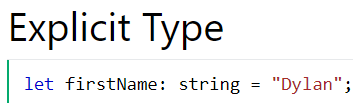 Explicit Type
let firstName: string = "Dylan";